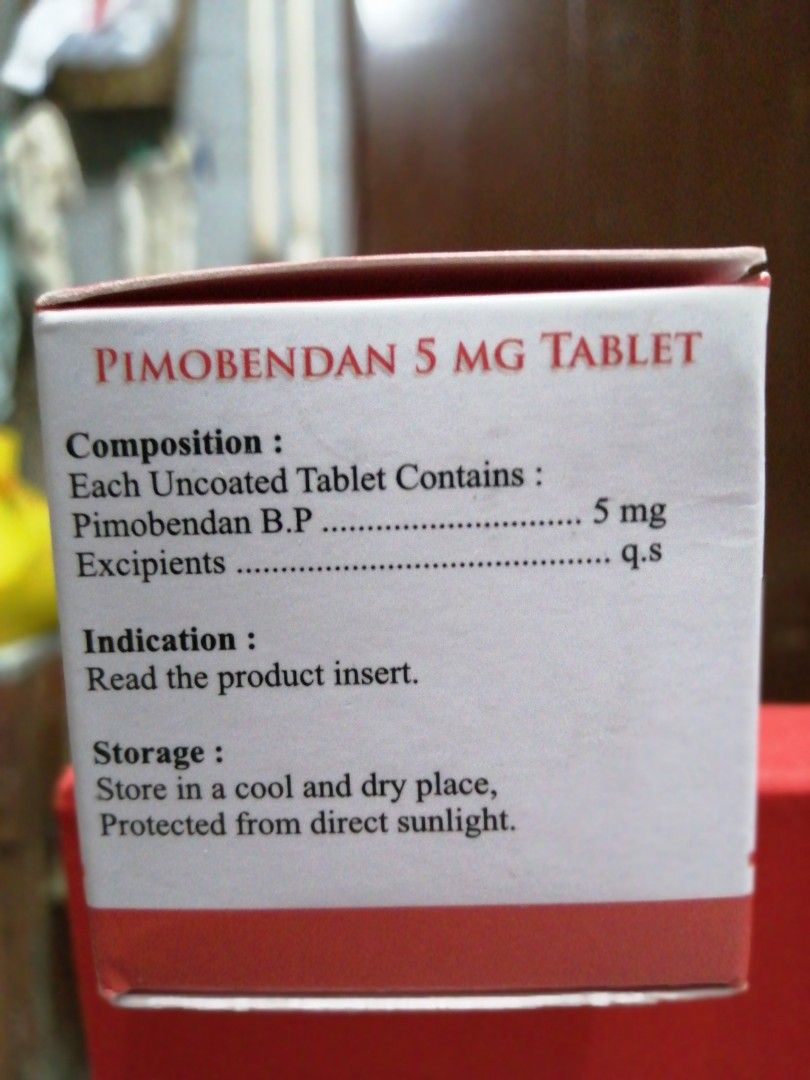 PIMOBENDAN 5 MG TABLET
Composition :
Each Uncoated Tablet Contains :
Pimobendan B.P ............................. 5 mg
Excipients .......................................... q.s
Indication :
Read the product insert.
Storage :
Store in a cool and dry place,
Protected from direct sunlight.